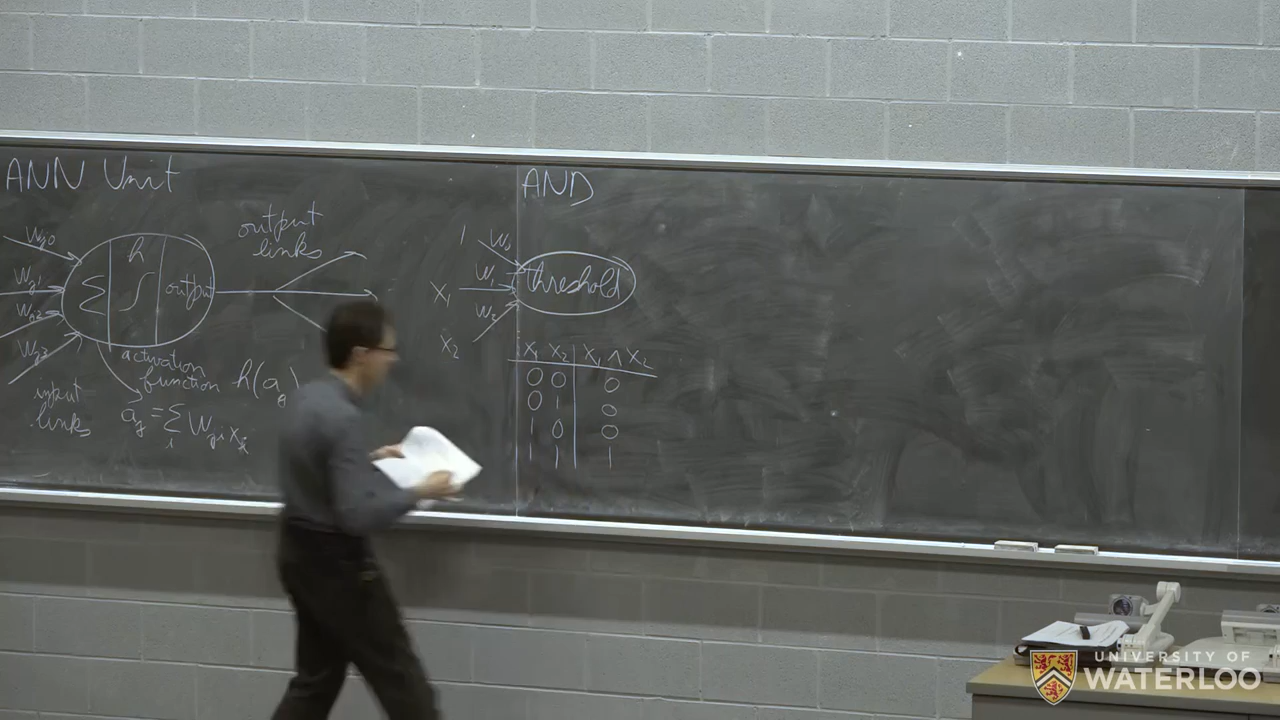 ANN Unit
Wj0
Wj1
Wj2
Wj3
h
∑
output
output
links
input
links
activation
function h(aj)
aj = ∑i Wji xi
AND
1 W0
x1 W1
x2 W2
threshold
x1 x2 | x1 ∧ x2
0 0 | 0
0 1 | 0
1 0 | 0
1 1 | 1
UNIVERSITY OF
WATERLOO